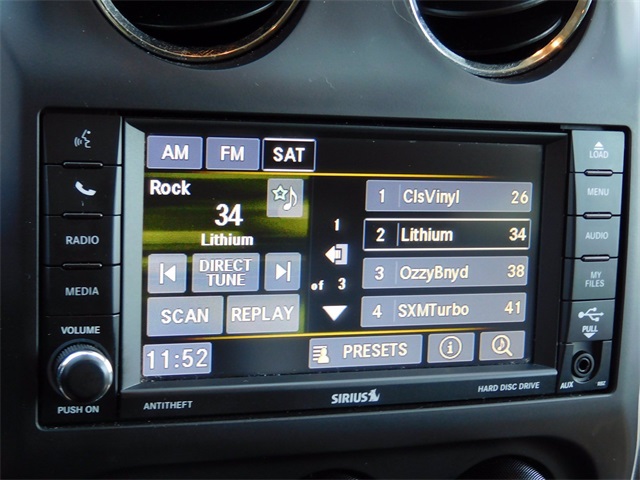 AM FM SAT
LOAD
Rock
34
Lithium
1 ClsVinyl 26
MENU
RADIO
1
2 Lithium 34
AUDIO
DIRECT
TUNE
of 3
3 OzzyBnyd 38
MY
FILES
MEDIA
SCAN REPLAY
4 SXMTurbo 41
PULL
VOLUME
11:52
PRESETS
PUSH ON
ANTITHEFT
SIRIUS
HARD DISC DRIVE
AUX